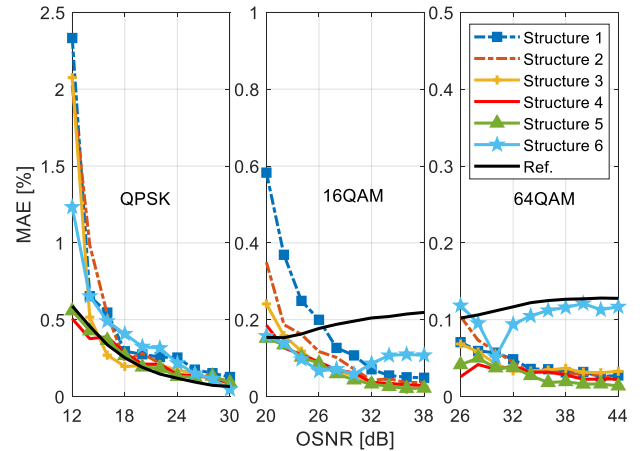 MAE [%]
3
2.5
2
1.5
1
0.5
0
12
18
24
30
QPSK
1
0.8
0.6
0.4
0.2
0
20
26
32
38
16QAM
0.5
0.4
0.3
0.2
0.1
0
26
32
38
44
64QAM
Structure 1
Structure 2
Structure 3
Structure 4
Structure 5
Structure 6
Ref.
OSNR [dB]